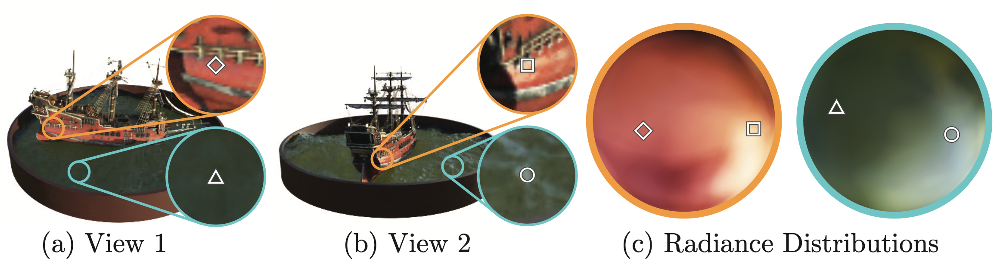 (a) View 1
(b) View 2
(c) Radiance Distributions